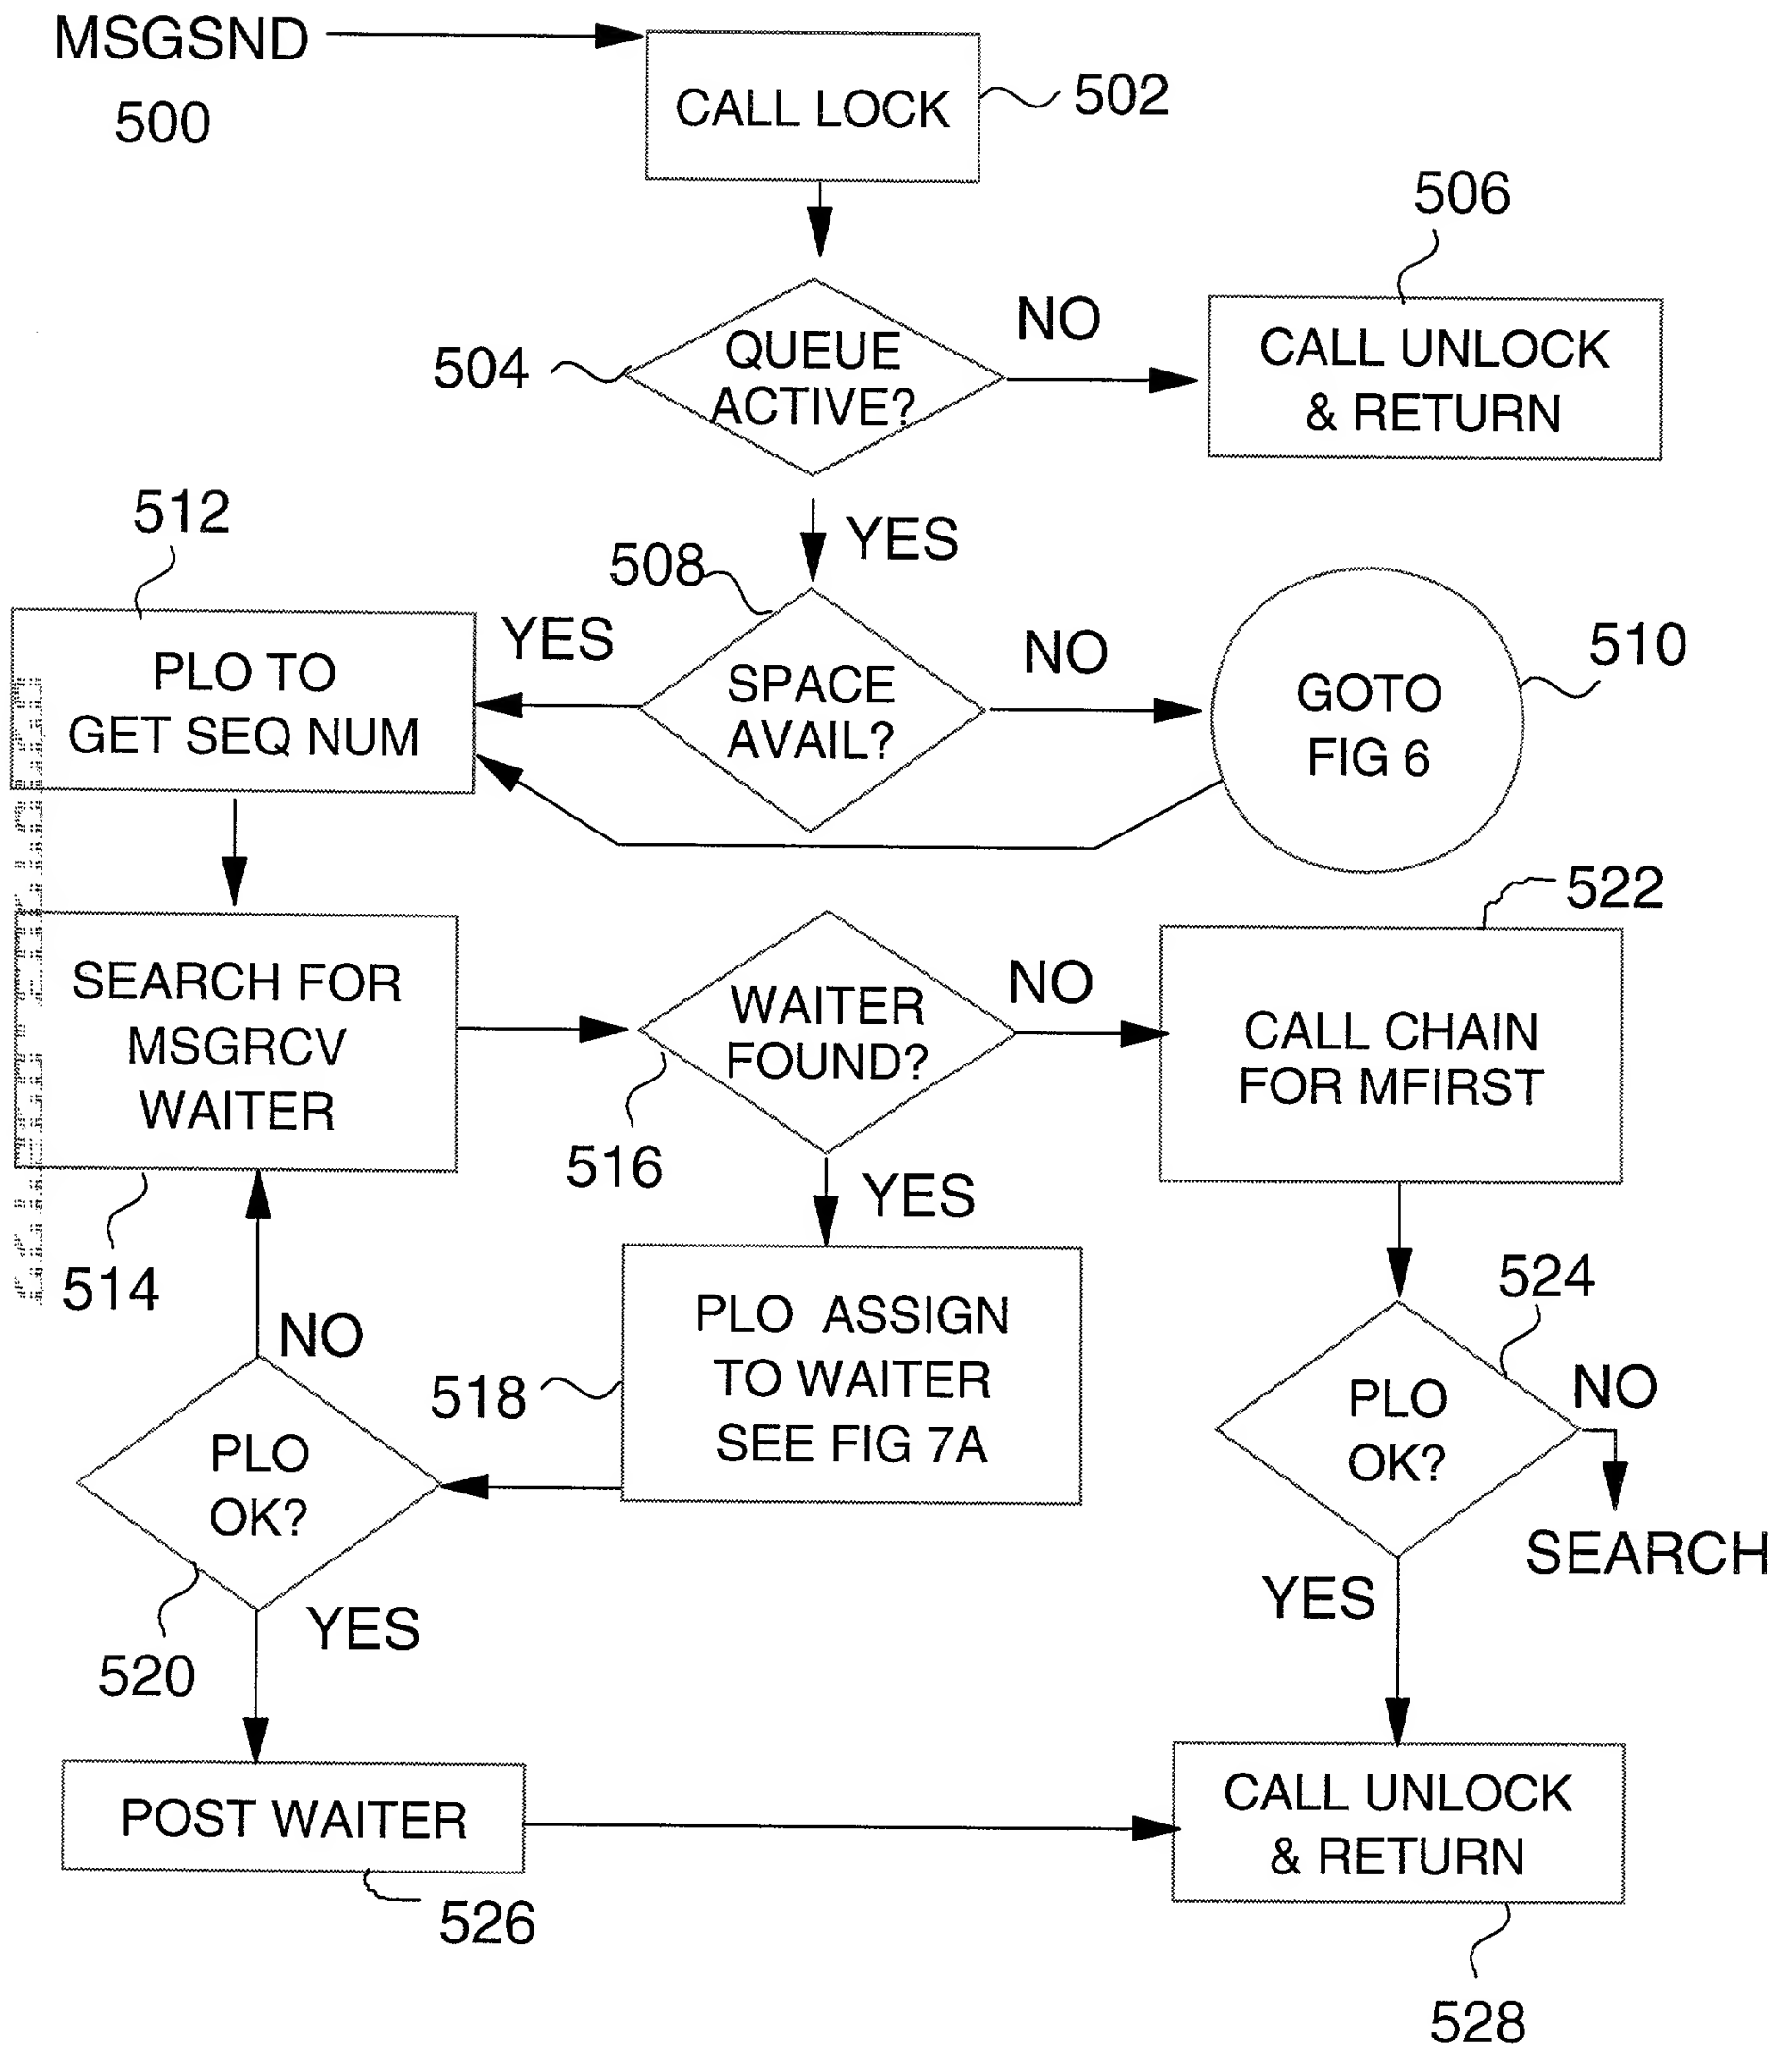 MSGSND
500
CALL LOCK
502
506
504
QUEUE
ACTIVE?
NO
CALL UNLOCK
& RETURN
YES
512
508
PLO TO
GET SEQ NUM
YES
SPACE
AVAIL?
NO
GOTO
FIG 6
510
522
SEARCH FOR
MSGRCV
WAITER
514
WAITER
FOUND?
516
NO
CALL CHAIN
FOR MFIRST
YES
524
NO
PLO ASSIGN
TO WAITER
SEE FIG 7A
518
PLO
OK?
520
YES
PLO
OK?
NO
SEARCH
YES
POST WAITER
526
CALL UNLOCK
& RETURN
528